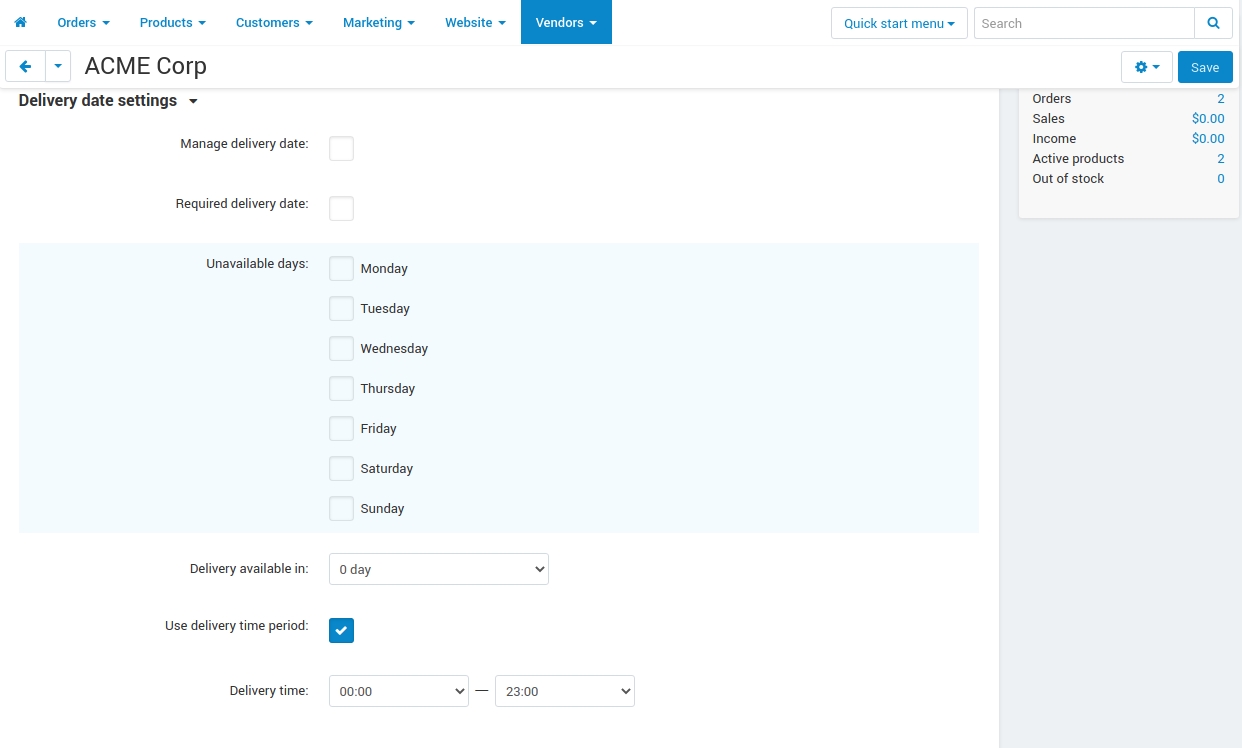 Orders Products Customers Marketing Website Vendors Quick start menu Search
ACME Corp Save
Delivery date settings
Manage delivery date:
Required delivery date:
Unavailable days: Monday
Tuesday
Wednesday
Thursday
Friday
Saturday
Sunday
Delivery available in: 0 day
Use delivery time period:
Delivery time: 00:00 — 23:00
Orders 2
Sales $0.00
Income $0.00
Active products 2
Out of stock 0